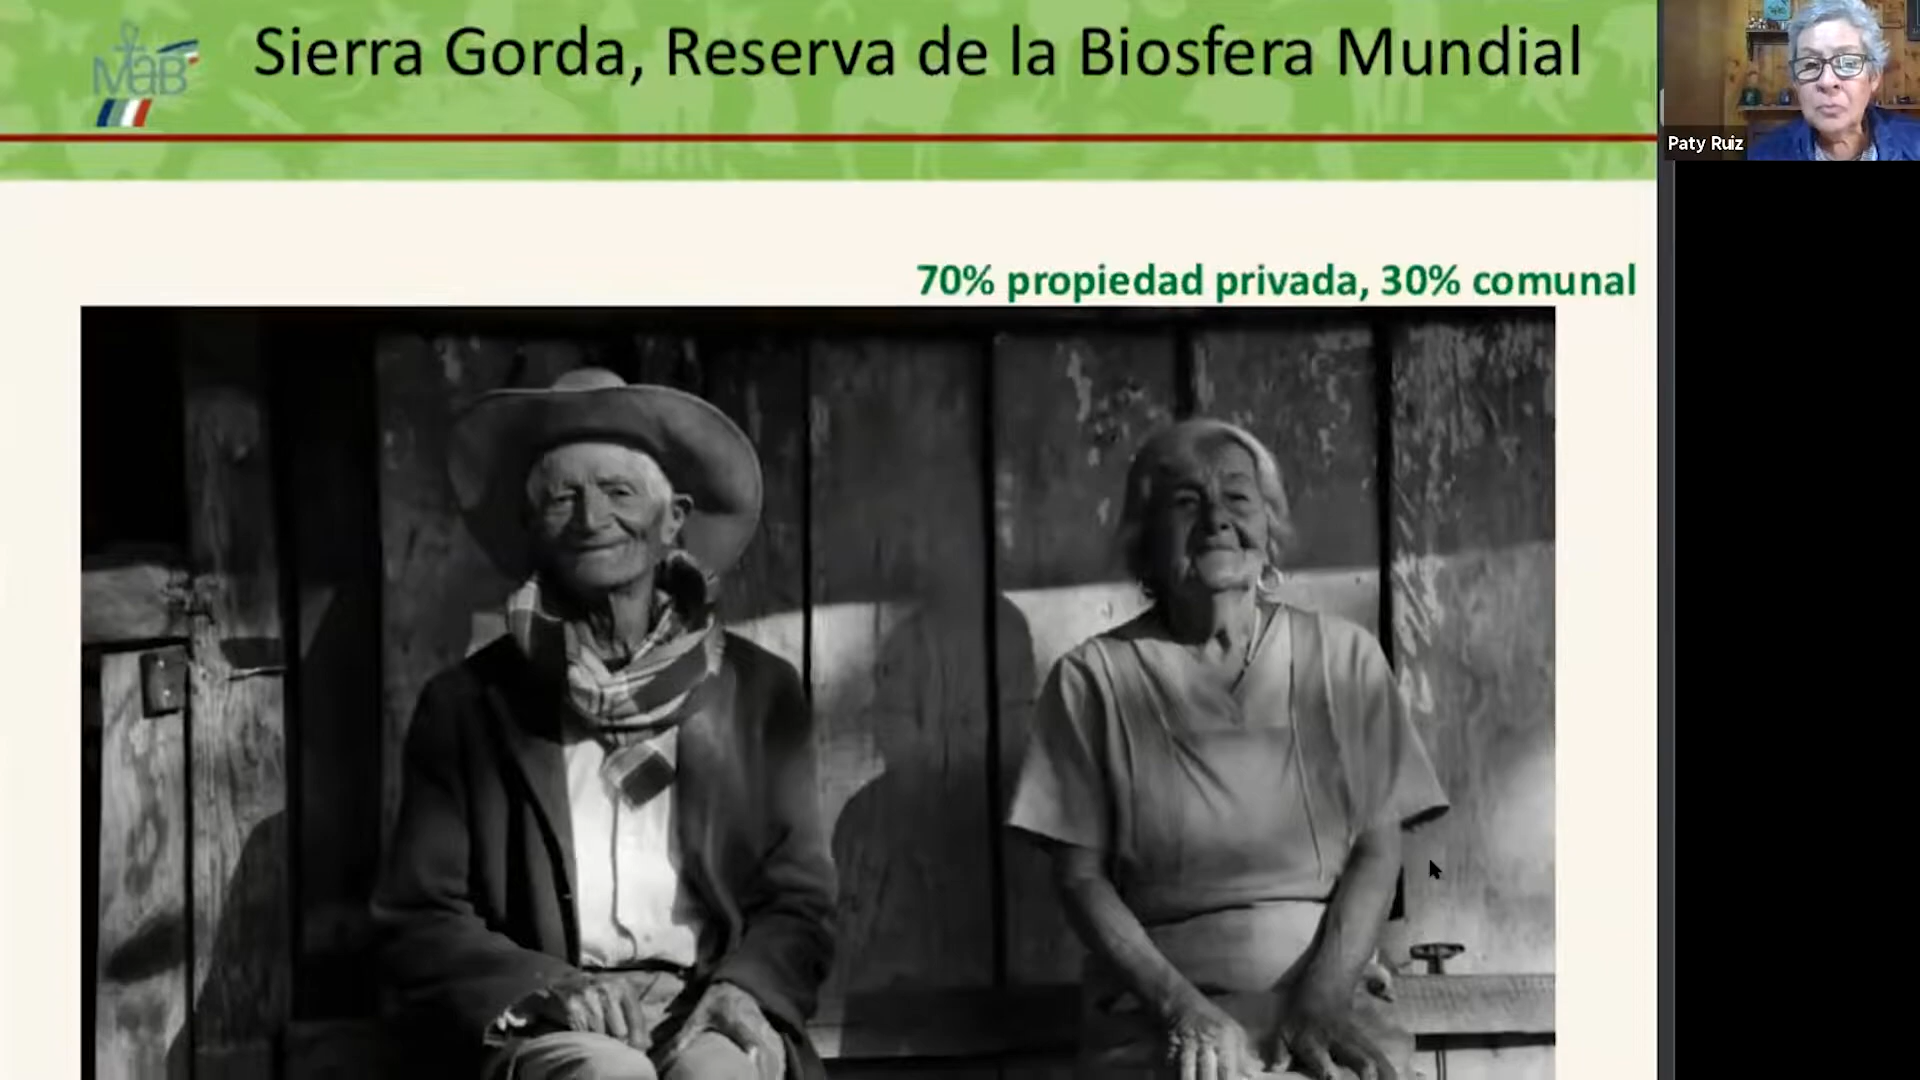 MaB
Sierra Gorda, Reserva de la Biosfera Mundial
Paty Ruiz
70% propiedad privada, 30% comunal